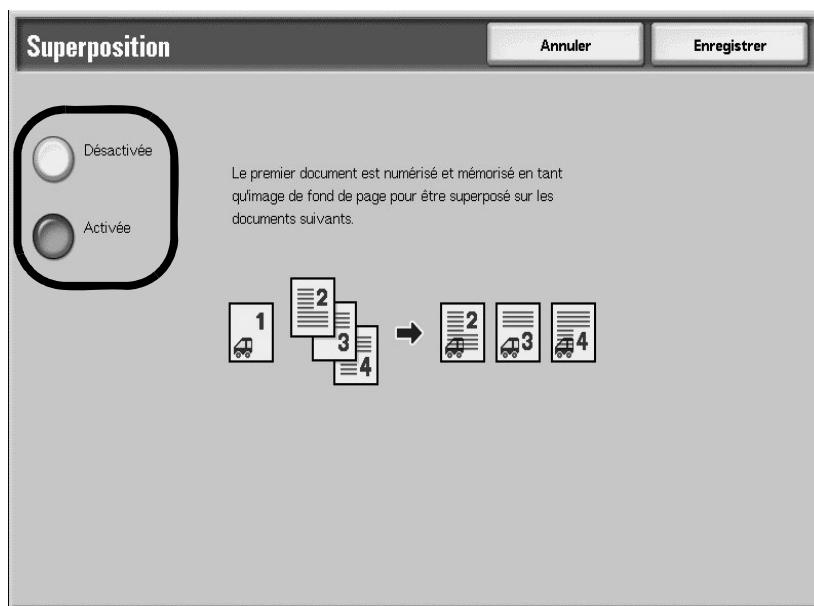 Superposition
Annuler
Enregistrer
Désactivée
Activée
Le premier document est numérisé et mémorisé en tant
qu'image de fond de page pour être superposé sur les
documents suivants.
1 2 3 4 2 3 4